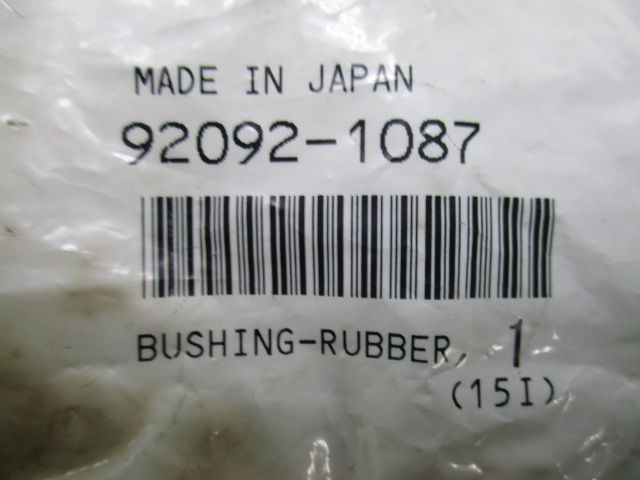 MADE IN JAPAN
92092-1087
BUSHING-RUBBER, 1
(15I)